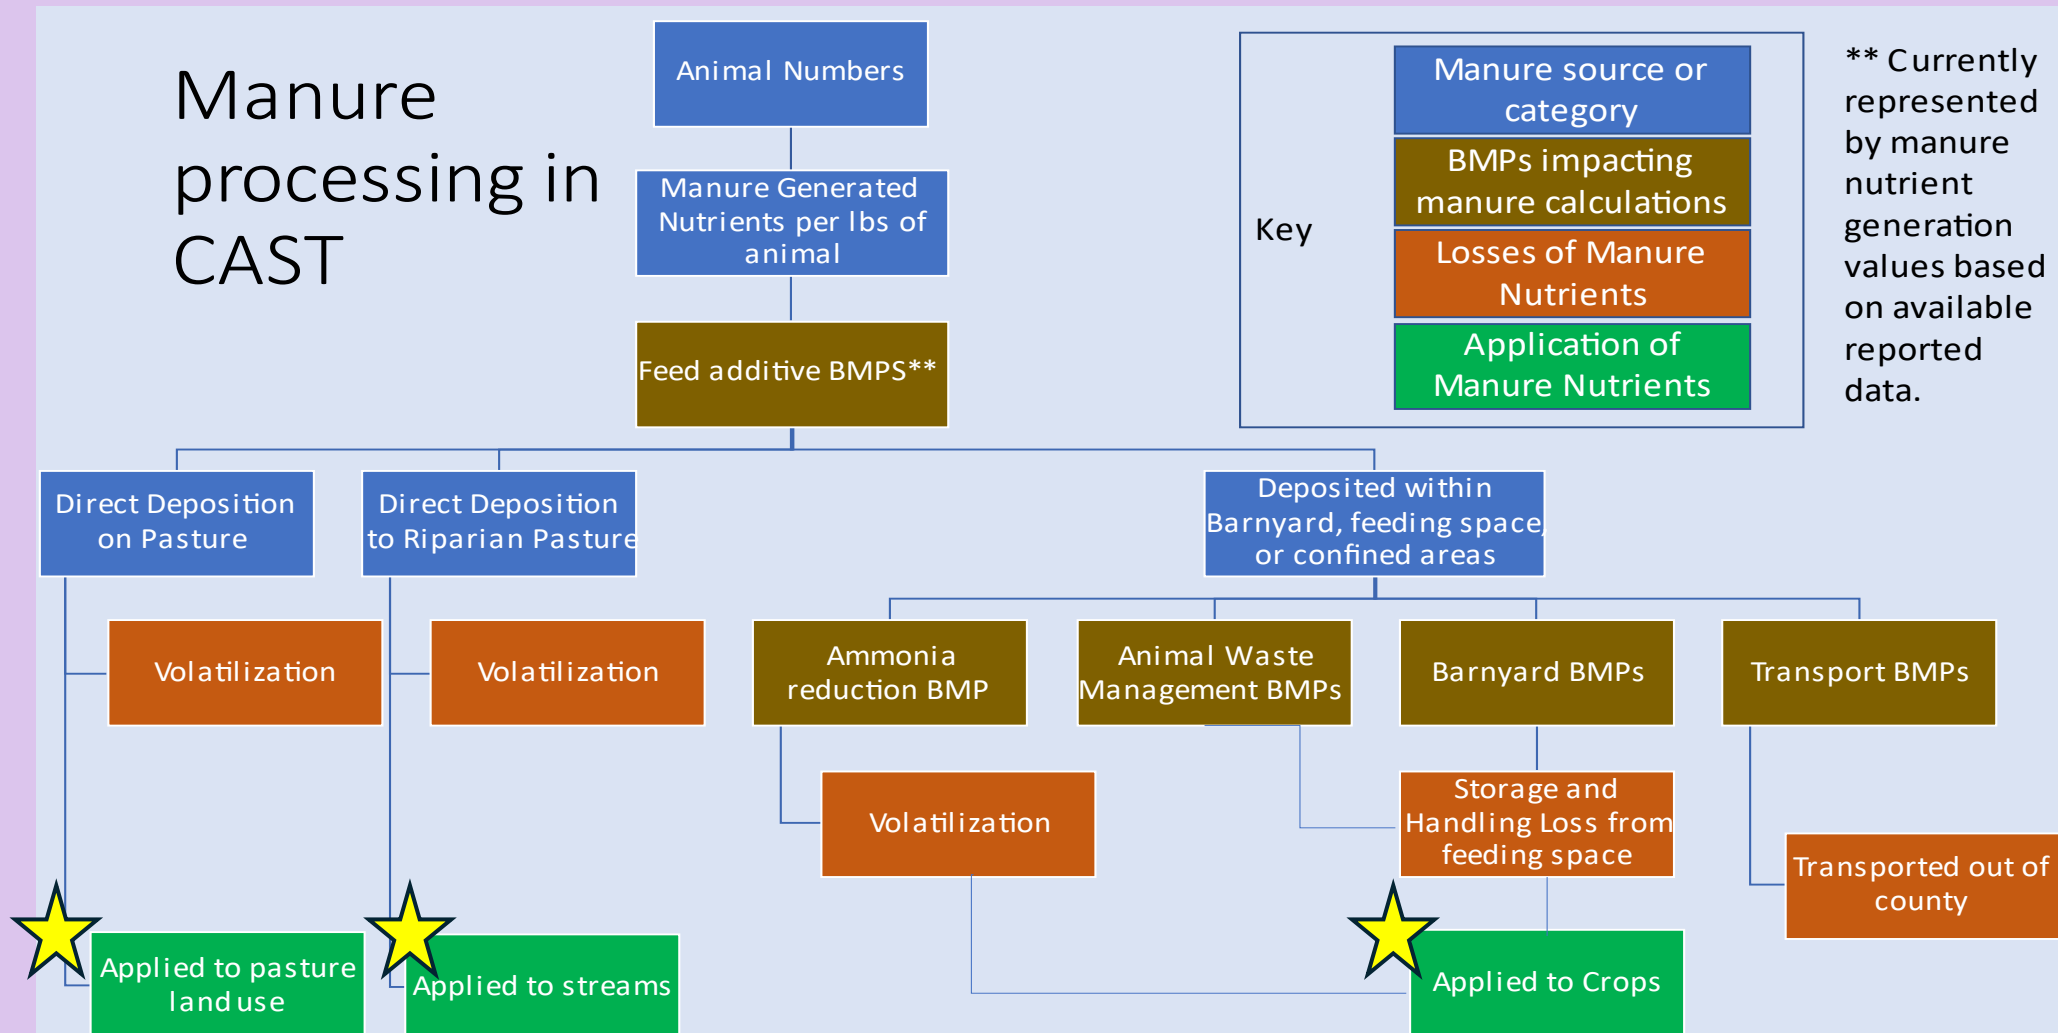 Manure
processing in
CAST
Animal Numbers
Manure Generated
Nutrients per lbs of
animal
Feed additive BMPS**
Key
Manure source or
category
BMPs impacting
manure calculations
Losses of Manure
Nutrients
Application of
Manure Nutrients
** Currently
represented
by manure
nutrient
generation
values based
on available
reported
data.
Direct Deposition
on Pasture
Direct Deposition
to Riparian Pasture
Deposited within
Barnyard, feeding space,
or confined areas
Volatilization
Volatilization
Ammonia
reduction BMP
Animal Waste
Management BMPs
Barnyard BMPs
Transport BMPs
Volatilization
Storage and
Handling Loss from
feeding space
Transported out of
county
Applied to pasture
land use
Applied to streams
Applied to Crops